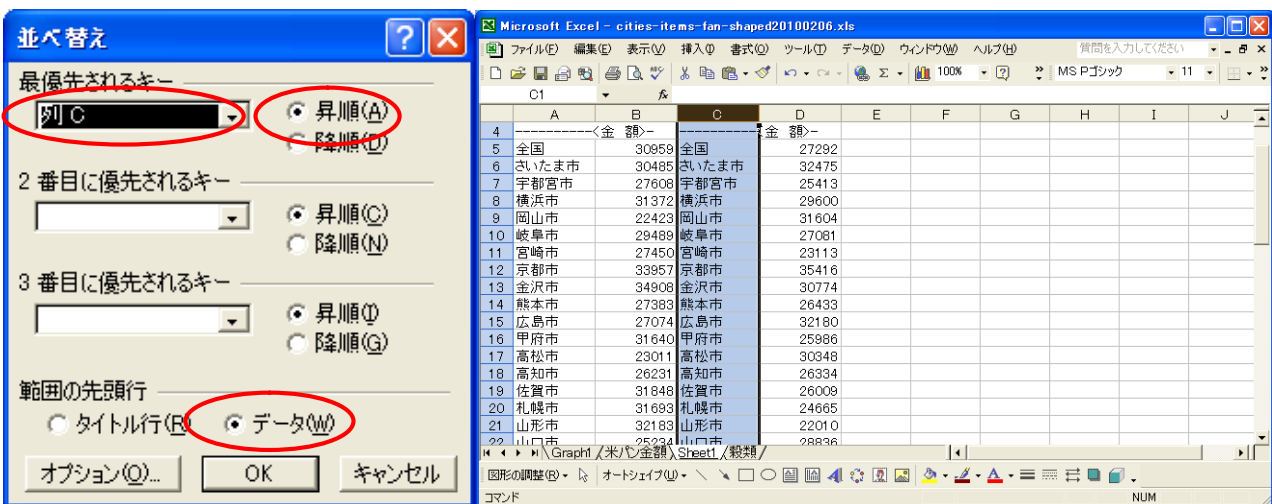 並べ替え
最優先されるキー
列 C
昇順(A)
降順(D)
2 番目に優先されるキー
昇順(C)
降順(N)
3 番目に優先されるキー
昇順(I)
降順(G)
範囲の先頭行
タイトル行(R) データ(W)
オプション(O)... OK キャンセル
Microsoft Excel - cities-items-fan-shaped20100206.xls
ファイル(F) 編集(E) 表示(V) 挿入(I) 書式(O) ツール(T) データ(D) ウィンドウ(W) ヘルプ(H) 質問を入力してください
100% MS Pゴシック 11
C1 fx
A B C D E F G H I J
4 ----------<金 額>- ---------- 金 額>-
5 全国 30959 全国 27292
6 さいたま市 30485 さいたま市 32475
7 宇都宮市 27608 宇都宮市 25413
8 横浜市 31372 横浜市 29600
9 岡山市 22423 岡山市 31604
10 岐阜市 29489 岐阜市 27081
11 宮崎市 27450 宮崎市 23113
12 京都市 33957 京都市 35416
13 金沢市 34908 金沢市 30774
14 熊本市 27383 熊本市 26433
15 広島市 27074 広島市 32180
16 甲府市 31640 甲府市 25986
17 高松市 23011 高松市 30348
18 高知市 26231 高知市 26334
19 佐賀市 31848 佐賀市 26009
20 札幌市 31693 札幌市 24665
21 山形市 32183 山形市 22010
22 山口市 25234 山口市 28836
Graph1 米パン金額 Sheet1 穀類
図形の調整(R) オートシェイプ(U)
コマンド NUM